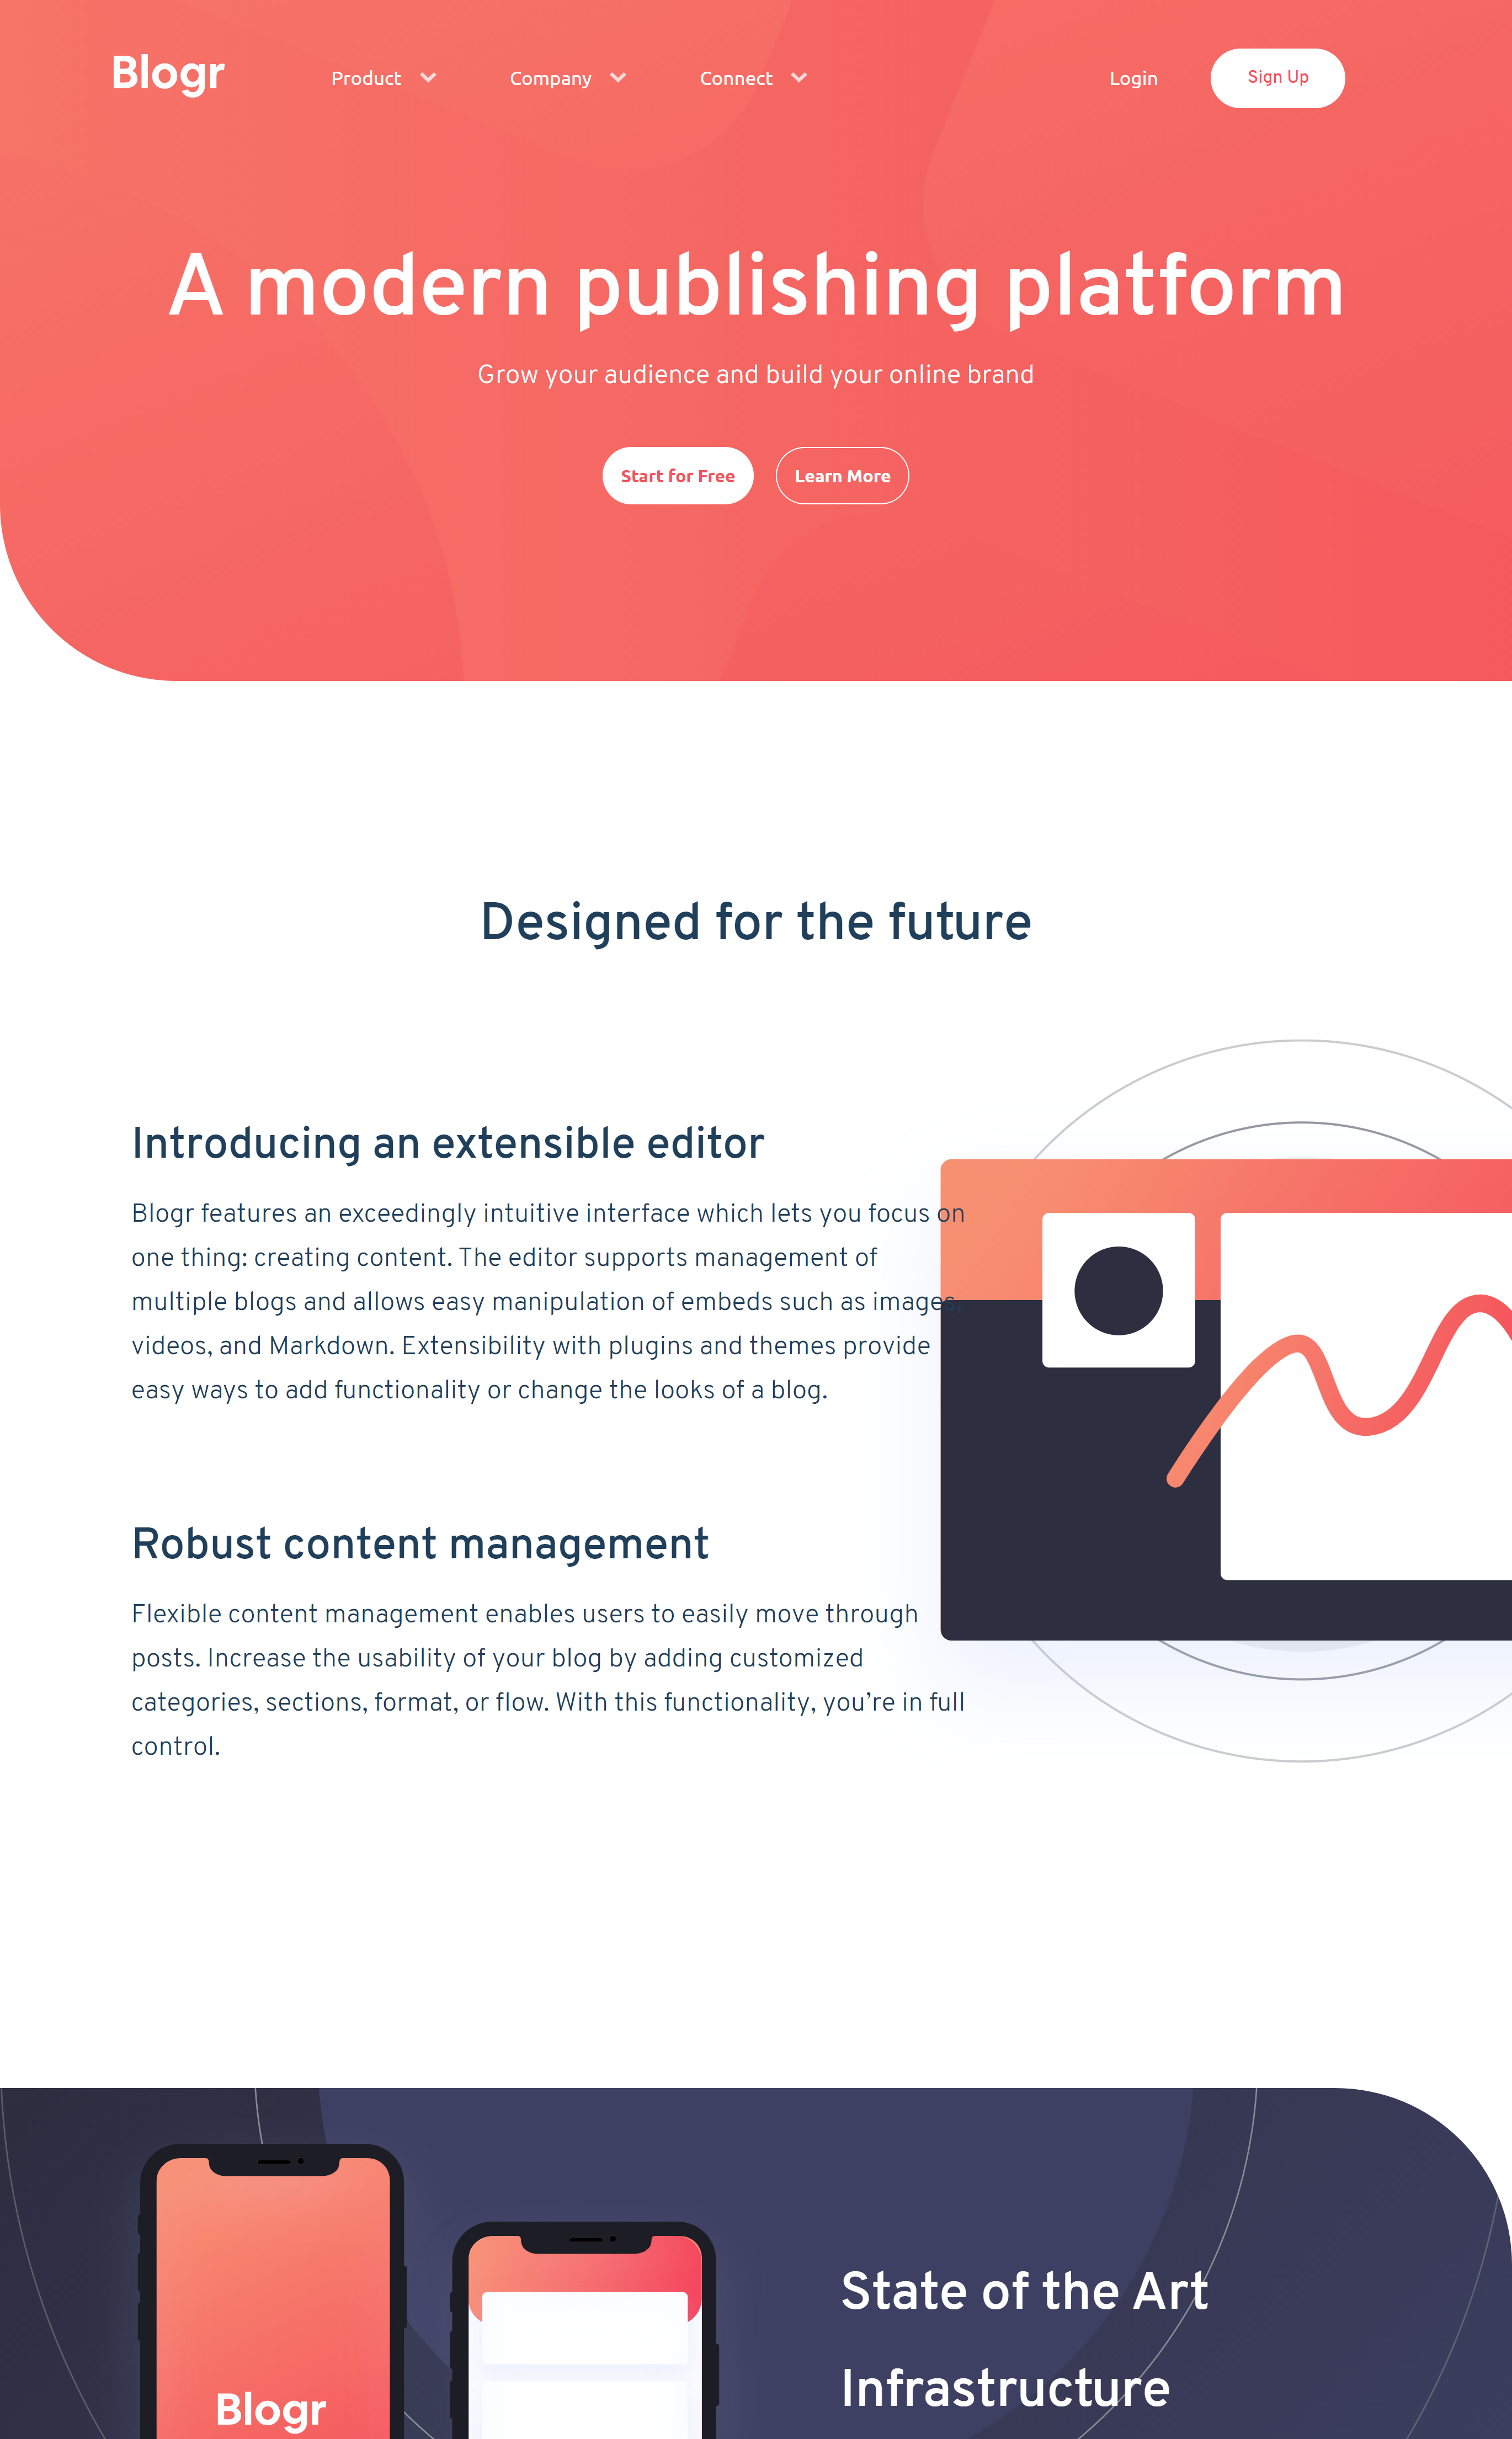 Blogr
Product
Company
Connect
Login
Sign Up
A modern publishing platform
Grow your audience and build your online brand
Start for Free
Learn More
Designed for the future
Introducing an extensible editor
Blogr features an exceedingly intuitive interface which lets you focus on
one thing: creating content. The editor supports management of
multiple blogs and allows easy manipulation of embeds such as images,
videos, and Markdown. Extensibility with plugins and themes provide
easy ways to add functionality or change the looks of a blog.
Robust content management
Flexible content management enables users to easily move through
posts. Increase the usability of your blog by adding customized
categories, sections, format, or flow. With this functionality, you’re in full
control.
State of the Art
Infrastructure
Blogr